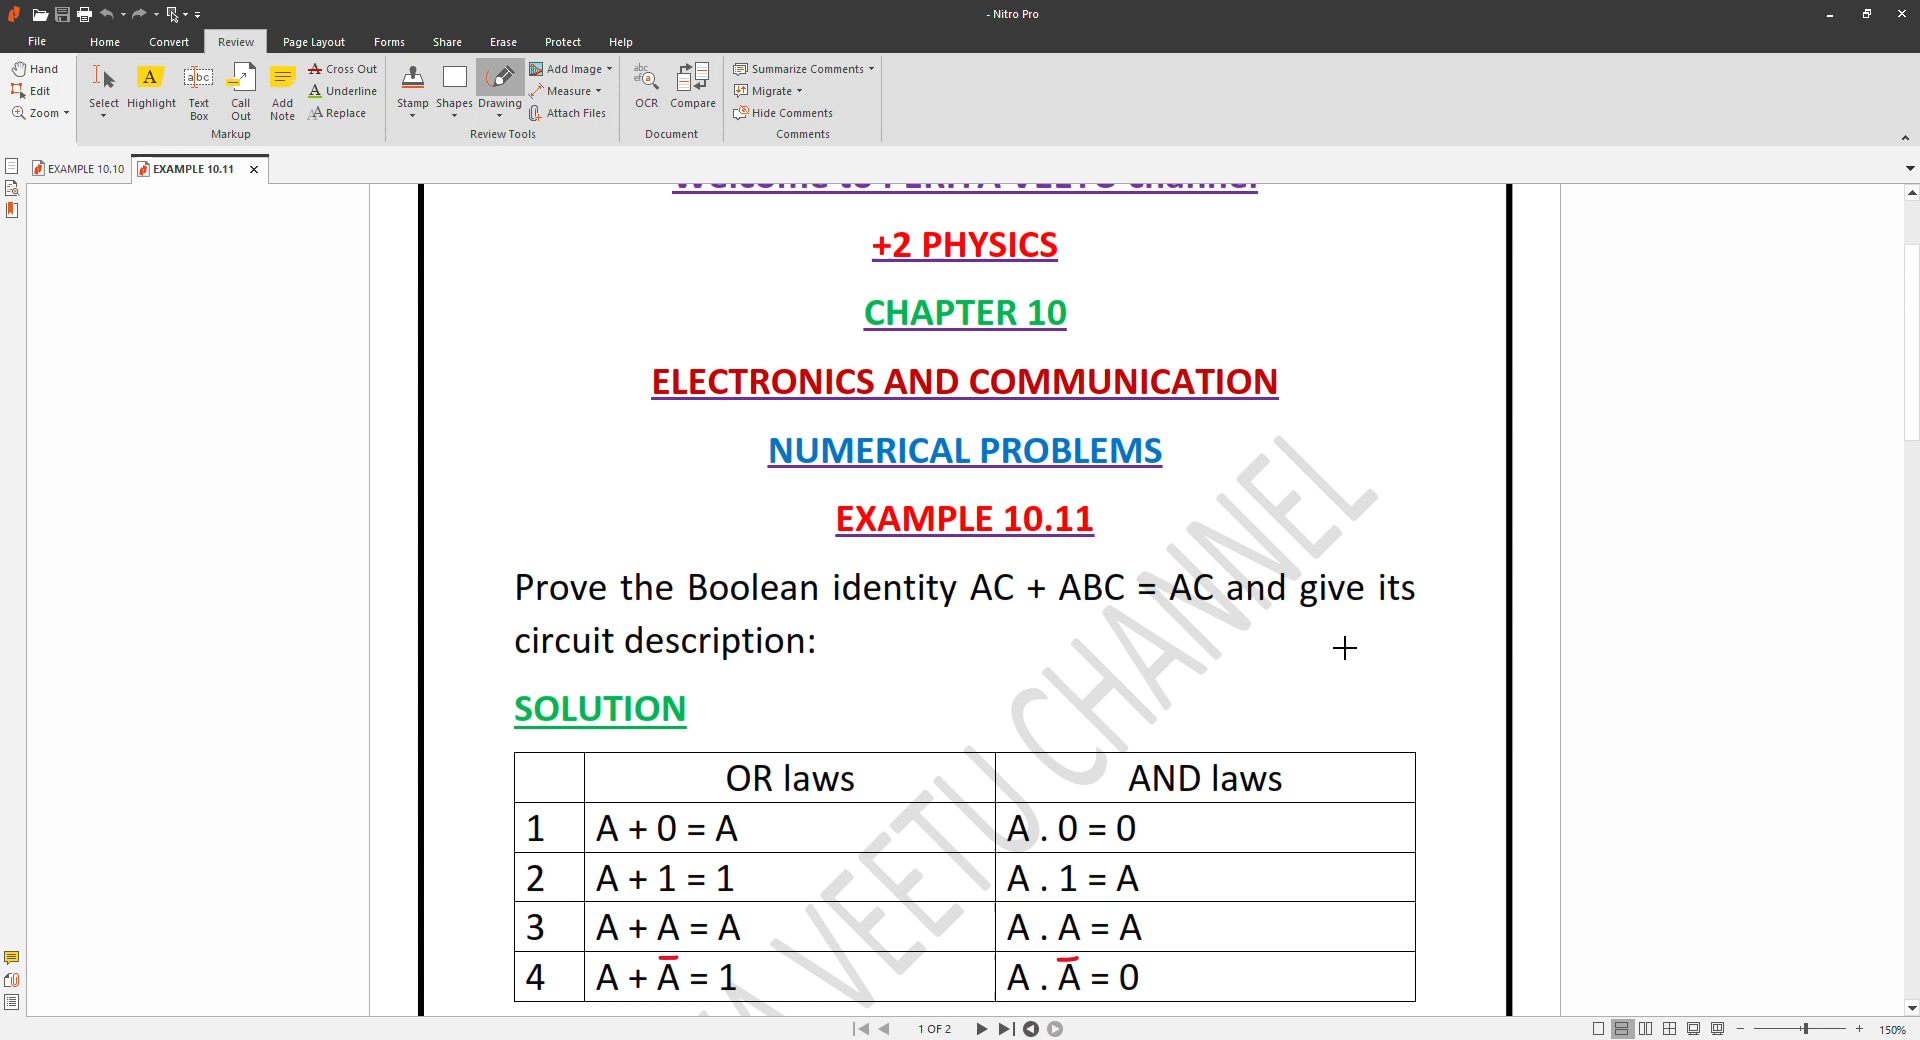 - Nitro Pro
File Home Convert Review Page Layout Forms Share Erase Protect Help
Hand
Edit
Zoom
Select Highlight Text Box Call Out Add Note
Cross Out
Underline
Replace
Markup
Stamp Shapes Drawing
Add Image
Measure
Attach Files
Review Tools
OCR Compare
Document
Summarize Comments
Migrate
Hide Comments
Comments
EXAMPLE 10.10 EXAMPLE 10.11
+2 PHYSICS
CHAPTER 10
ELECTRONICS AND COMMUNICATION
NUMERICAL PROBLEMS
EXAMPLE 10.11
Prove the Boolean identity AC + ABC = AC and give its
circuit description:
SOLUTION
OR laws AND laws
1 A + 0 = A A . 0 = 0
2 A + 1 = 1 A . 1 = A
3 A + A = A A . A = A
4 A + A̅ = 1 A . A̅ = 0
VEETU CHANNEL
1 OF 2
150%